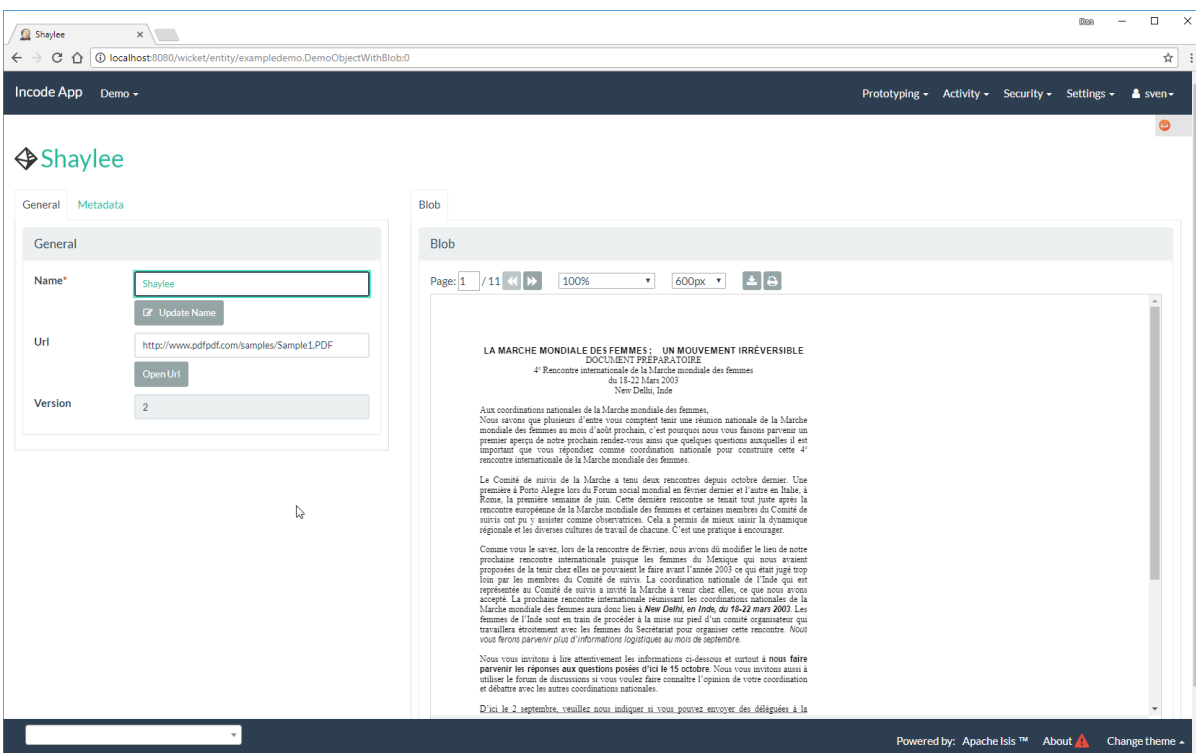 Shaylee
Dan
localhost:8080/wicket/entity/exampledemo.DemoObjectWithBlob:0
Incode App Demo Prototyping Activity Security Settings sven
Shaylee
General Metadata
General
Name*
Shaylee
Update Name
Url
http://www.pdfpdf.com/samples/Sample1.PDF
Open Url
Version
2
Blob
Blob
Page: 1 / 11 100% 600px
LA MARCHE MONDIALE DES FEMMES ; UN MOUVEMENT IRRÉVERSIBLE
DOCUMENT PRÉPARATOIRE
4e Rencontre internationale de la Marche mondiale des femmes
du 18-22 Mars 2003
New Delhi, Inde
Aux coordinations nationales de la Marche mondiale des femmes,
Nous savons que plusieurs d'entre vous comptent tenir une réunion nationale de la Marche
mondiale des femmes au mois d'août prochain, c'est pourquoi nous vous faisons parvenir un
premier aperçu de notre prochain rendez-vous ainsi que quelques questions auxquelles il est
important que vous répondiez comme coordination nationale pour construire cette 4e
rencontre internationale de la Marche mondiale des femmes.
Le Comité de suivis de la Marche a tenu deux rencontres depuis octobre dernier. Une
première à Porto Alegre lors du Forum social mondial en février dernier et l'autre en Italie, à
Rome, la première semaine de juin. Cette dernière rencontre se tenait tout juste après la
rencontre européenne de la Marche mondiale des femmes et certaines membres du Comité de
suivis ont pu y assister comme observatrices. Cela a permis de mieux saisir la dynamique
régionale et les diverses cultures de travail de chacune. C'est une pratique à encourager.
Comme vous le savez, lors de la rencontre de février, nous avons dû modifier le lieu de notre
prochaine rencontre internationale puisque les femmes du Mexique qui nous avaient
proposées de la tenir chez elles ne pouvaient le faire avant l'année 2003 ce qui était jugé trop
loin par les membres du Comité de suivis. La coordination nationale de l'Inde qui est
représentée au Comité de suivis a invité la Marche à venir chez elles, ce que nous avons
accepté. La prochaine rencontre internationale réunissant les coordinations nationales de la
Marche mondiale des femmes aura donc lieu à New Delhi, en Inde, du 18-22 mars 2003. Les
femmes de l'Inde sont en train de procéder à la mise sur pied d'un comité organisateur qui
travaillera étroitement avec les femmes du Secrétariat pour organiser cette rencontre. Nous
vous ferons parvenir plus d'informations logistiques au mois de septembre.
Nous vous invitons à lire attentivement les informations ci-dessous et surtout à nous faire
parvenir les réponses aux questions posées d'ici le 15 octobre. Nous vous invitons aussi à
utiliser le forum de discussions si vous voulez faire connaître l'opinion de votre coordination
et débattre avec les autres coordinations nationales.
D'ici le 2 septembre, veuillez nous indiquer si vous pouvez envoyer des déléguées à la
Powered by: Apache Isis ™ About Change theme